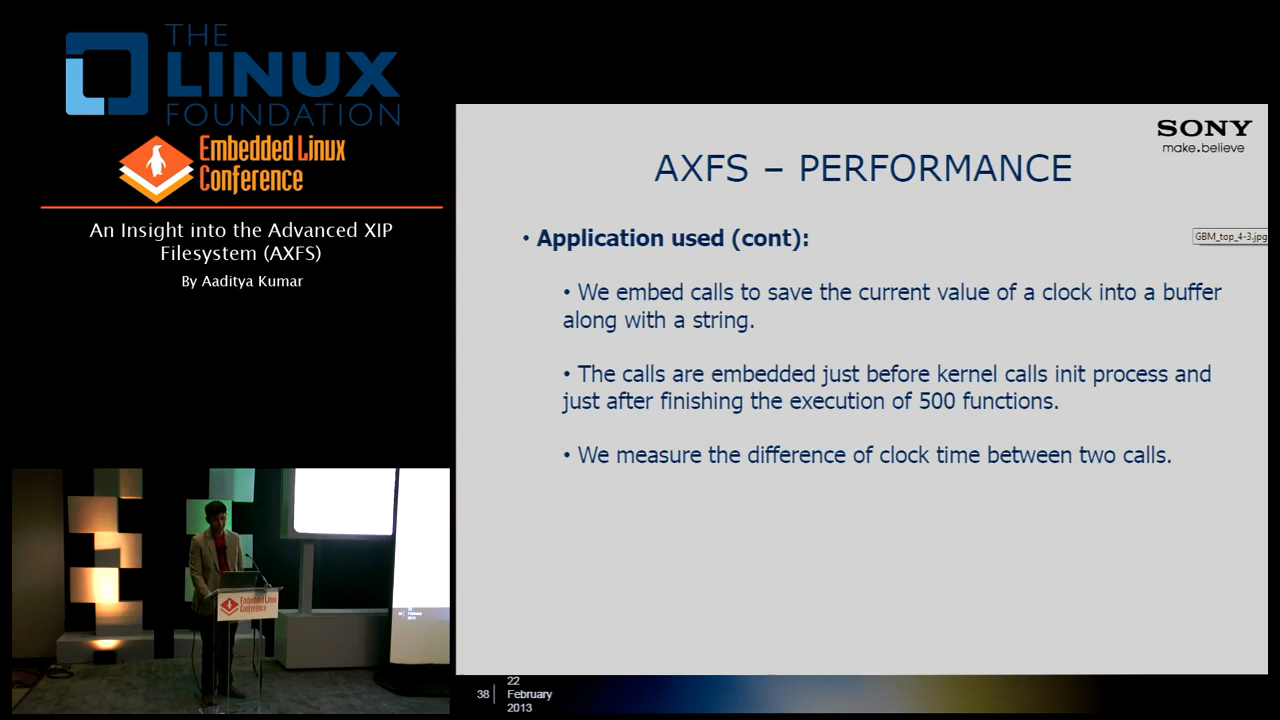 THE
LINUX
FOUNDATION
Embedded Linux
Conference
An Insight into the Advanced XIP
Filesystem (AXFS)
By Aaditya Kumar
SONY
make.believe
AXFS – PERFORMANCE
• Application used (cont):
GBM_top_4-3.jpg
• We embed calls to save the current value of a clock into a buffer
along with a string.
• The calls are embedded just before kernel calls init process and
just after finishing the execution of 500 functions.
• We measure the difference of clock time between two calls.
Embedded Linux
Conference
38
22
February
2013